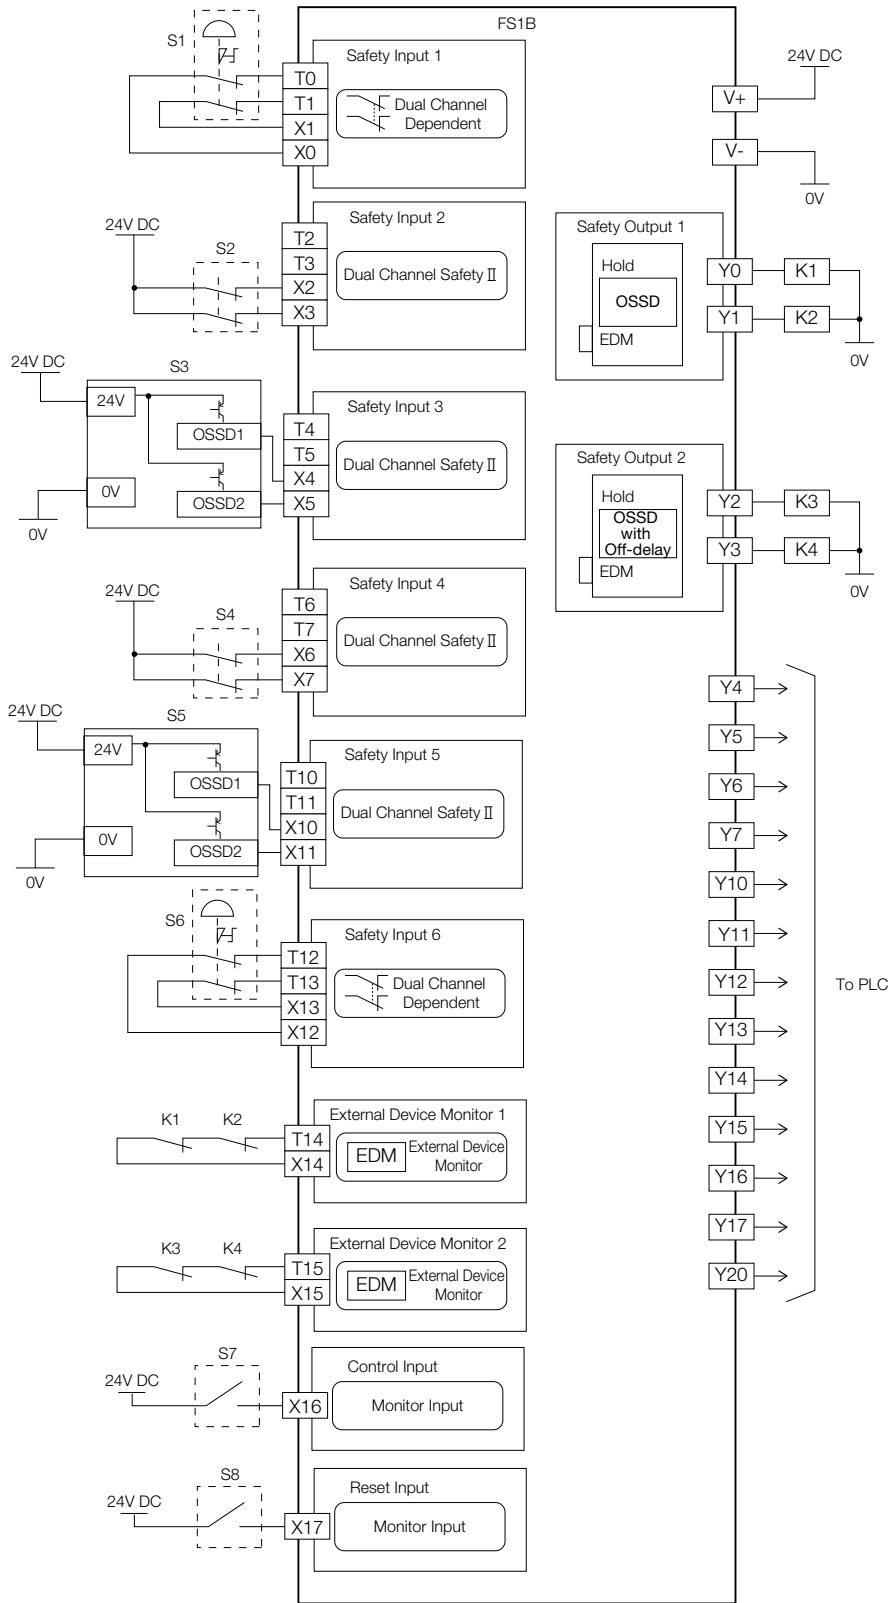 FS1B
S1
Safety Input 1
T0
T1
X1
X0
Dual Channel
Dependent
24V DC
V+
V-
0V
Safety Input 2
24V DC
S2
T2
T3
X2
X3
Dual Channel Safety Ⅱ
Safety Output 1
Hold
OSSD
EDM
Y0
K1
Y1
K2
0V
24V DC
S3
24V
OSSD1
0V
OSSD2
0V
Safety Input 3
T4
T5
X4
X5
Dual Channel Safety Ⅱ
Safety Output 2
Hold
OSSD
with
Off-delay
EDM
Y2
K3
Y3
K4
0V
24V DC
S4
Safety Input 4
T6
T7
X6
X7
Dual Channel Safety Ⅱ
24V DC
S5
24V
OSSD1
0V
OSSD2
0V
Safety Input 5
T10
T11
X10
X11
Dual Channel Safety Ⅱ
S6
Safety Input 6
T12
T13
X13
X12
Dual Channel
Dependent
Y4
Y5
Y6
Y7
Y10
Y11
Y12
Y13
Y14
Y15
Y16
Y17
Y20
To PLC
K1
K2
External Device Monitor 1
T14
X14
EDM
External Device
Monitor
K3
K4
External Device Monitor 2
T15
X15
EDM
External Device
Monitor
S7
24V DC
Control Input
X16
Monitor Input
S8
24V DC
Reset Input
X17
Monitor Input